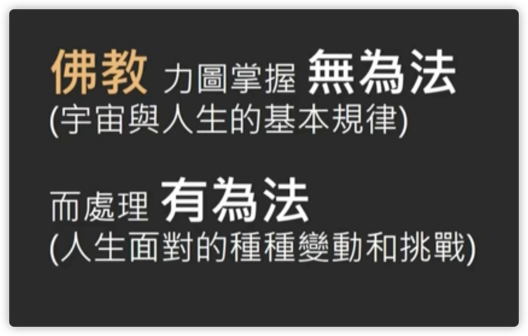 佛教 力圖掌握 無為法
(宇宙與人生的基本規律)
而處理 有為法
(人生面對的種種變動和挑戰)